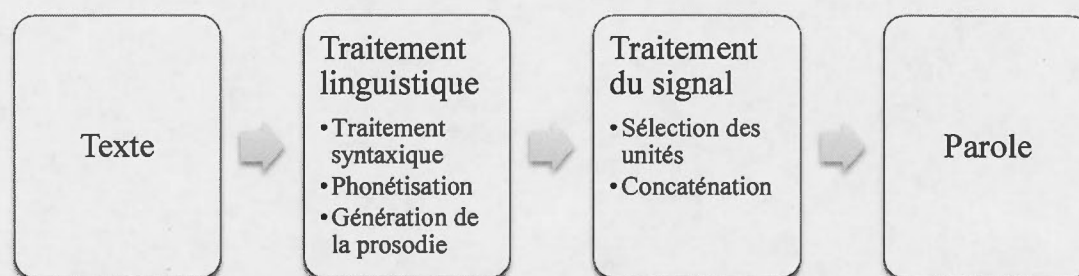 Texte
Traitement
linguistique
•Traitement
syntaxique
•Phonétisation
•Génération de
la prosodie
Traitement
du signal
•Sélection des
unités
•Concaténation
Parole